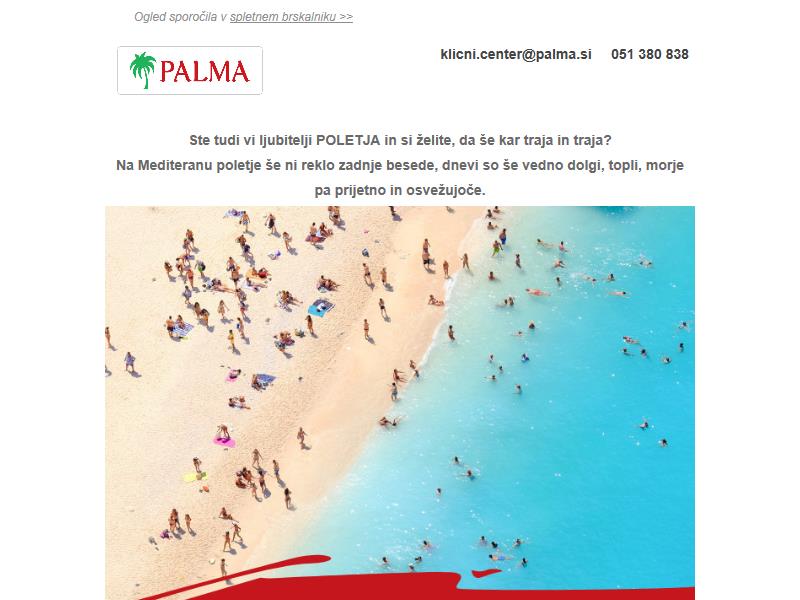 Ogled sporočila v spletnem brskalniku >>
PALMA
klicni.center@palma.si 051 380 838
Ste tudi vi ljubitelji POLETJA in si želite, da še kar traja in traja?
Na Mediteranu poletje še ni reklo zadnje besede, dnevi so še vedno dolgi, topli, morje
pa prijetno in osvežujoče.